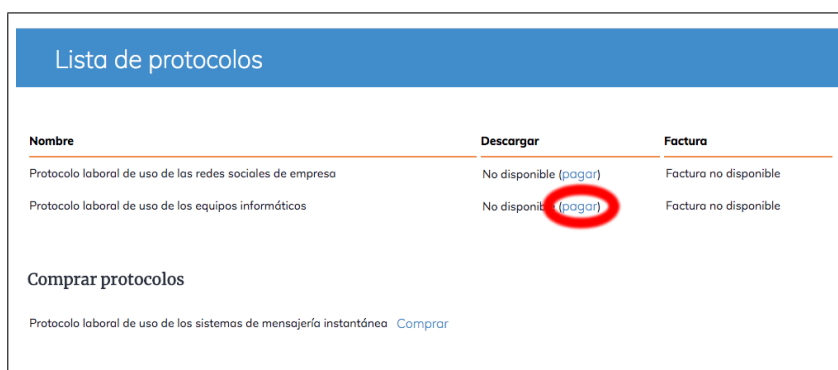 Lista de protocolos
Nombre Descargar Factura
Protocolo laboral de uso de las redes sociales de empresa No disponible (pagar) Factura no disponible
Protocolo laboral de uso de los equipos informáticos No disponible (pagar) Factura no disponible
Comprar protocolos
Protocolo laboral de uso de los sistemas de mensajería instantánea Comprar